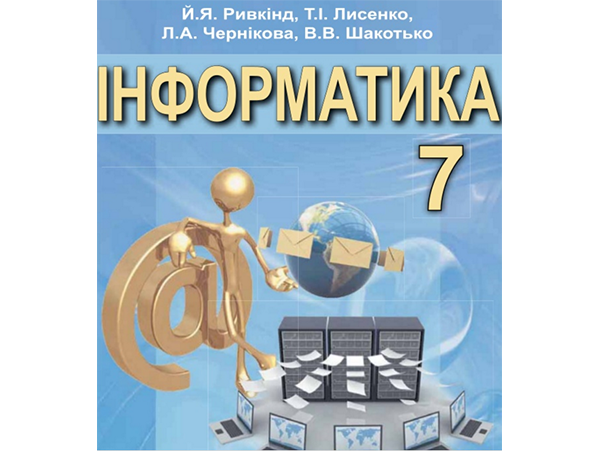 Й.Я. Ривкінд, Т.І. Лисенко,
Л.А. Чернікова, В.В. Шакотько
ІНФОРМАТИКА
7
@